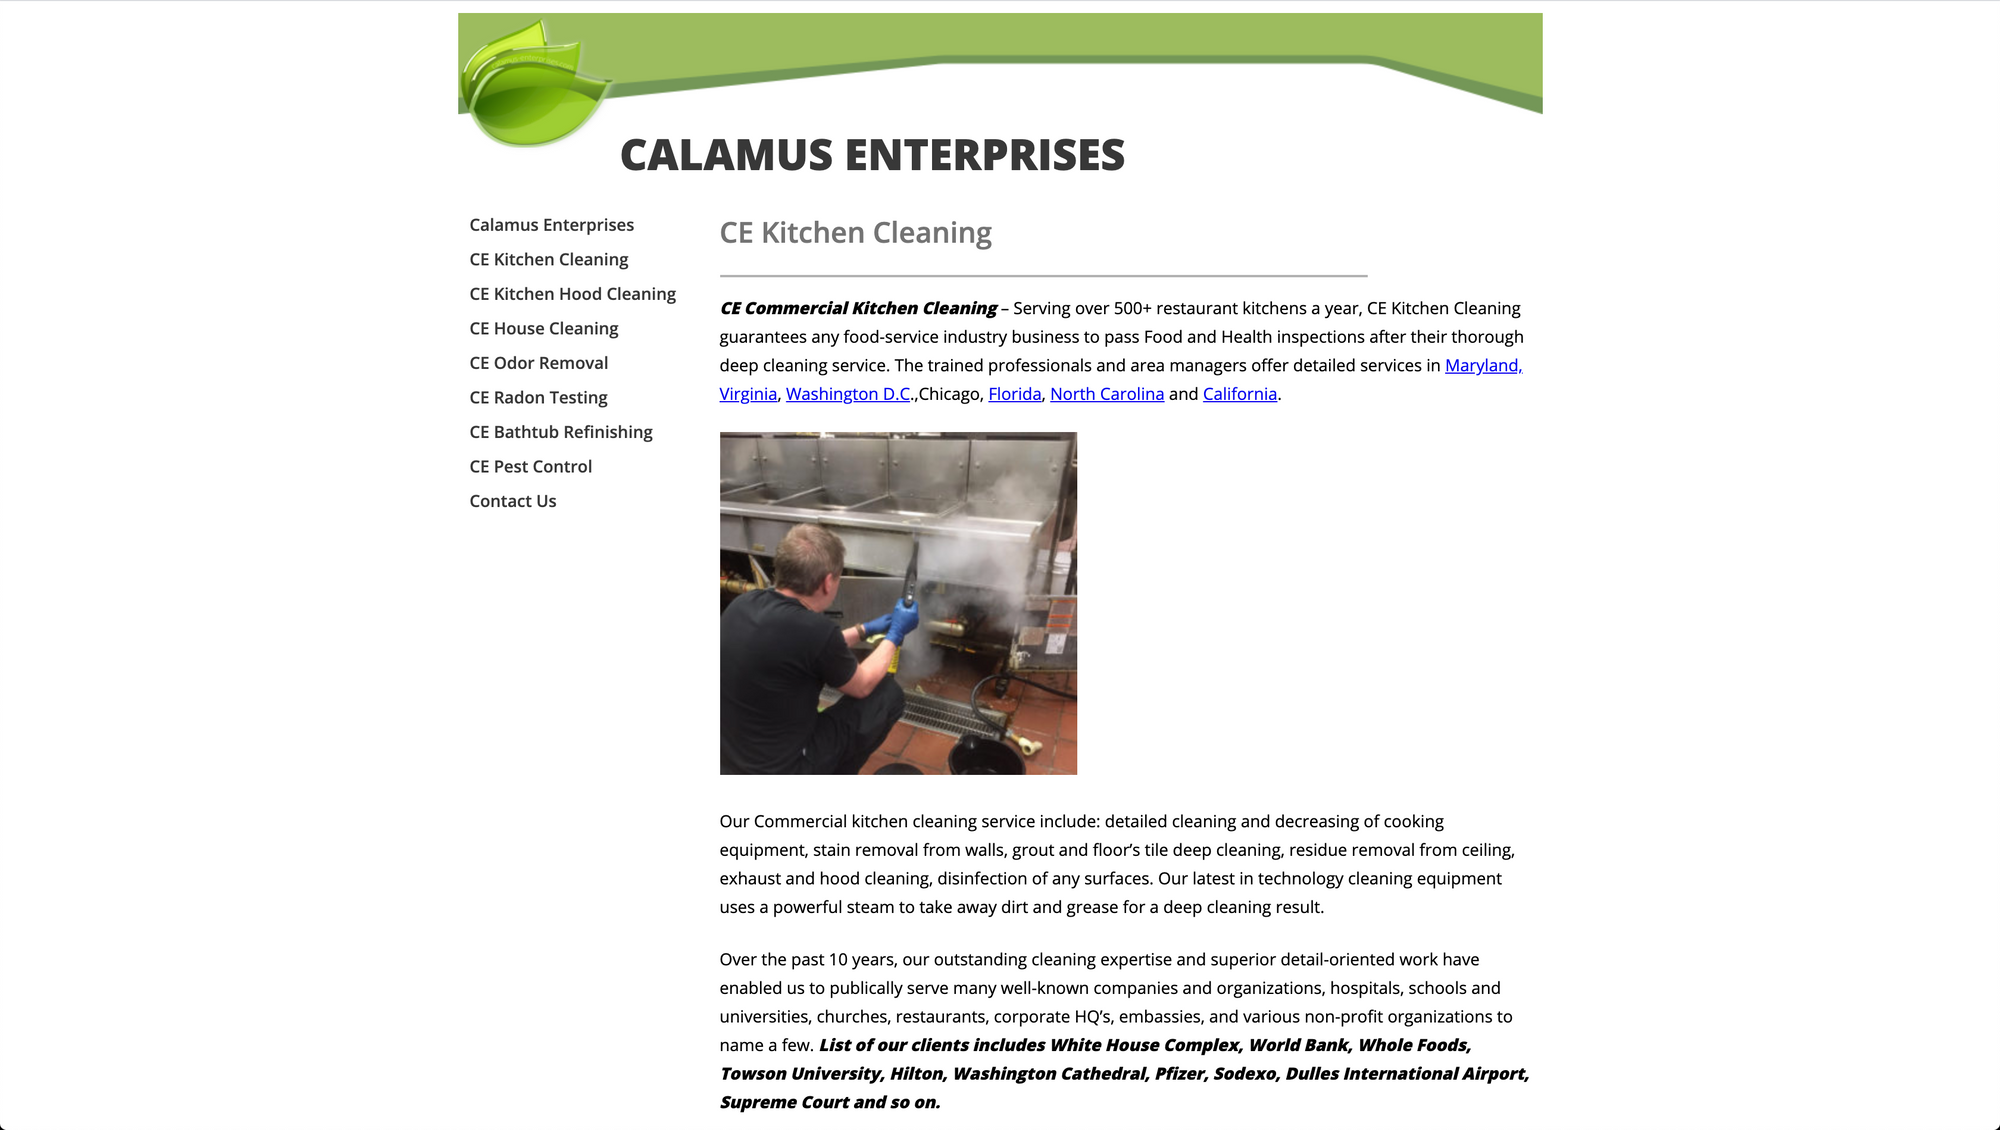 CALAMUS ENTERPRISES
Calamus Enterprises
CE Kitchen Cleaning
CE Kitchen Hood Cleaning
CE House Cleaning
CE Odor Removal
CE Radon Testing
CE Bathtub Refinishing
CE Pest Control
Contact Us
CE Kitchen Cleaning
CE Commercial Kitchen Cleaning – Serving over 500+ restaurant kitchens a year, CE Kitchen Cleaning
guarantees any food-service industry business to pass Food and Health inspections after their thorough
deep cleaning service. The trained professionals and area managers offer detailed services in Maryland,
Virginia, Washington D.C.,Chicago, Florida, North Carolina and California.
Our Commercial kitchen cleaning service include: detailed cleaning and decreasing of cooking
equipment, stain removal from walls, grout and floor’s tile deep cleaning, residue removal from ceiling,
exhaust and hood cleaning, disinfection of any surfaces. Our latest in technology cleaning equipment
uses a powerful steam to take away dirt and grease for a deep cleaning result.
Over the past 10 years, our outstanding cleaning expertise and superior detail-oriented work have
enabled us to publically serve many well-known companies and organizations, hospitals, schools and
universities, churches, restaurants, corporate HQ’s, embassies, and various non-profit organizations to
name a few. List of our clients includes White House Complex, World Bank, Whole Foods,
Towson University, Hilton, Washington Cathedral, Pfizer, Sodexo, Dulles International Airport,
Supreme Court and so on.